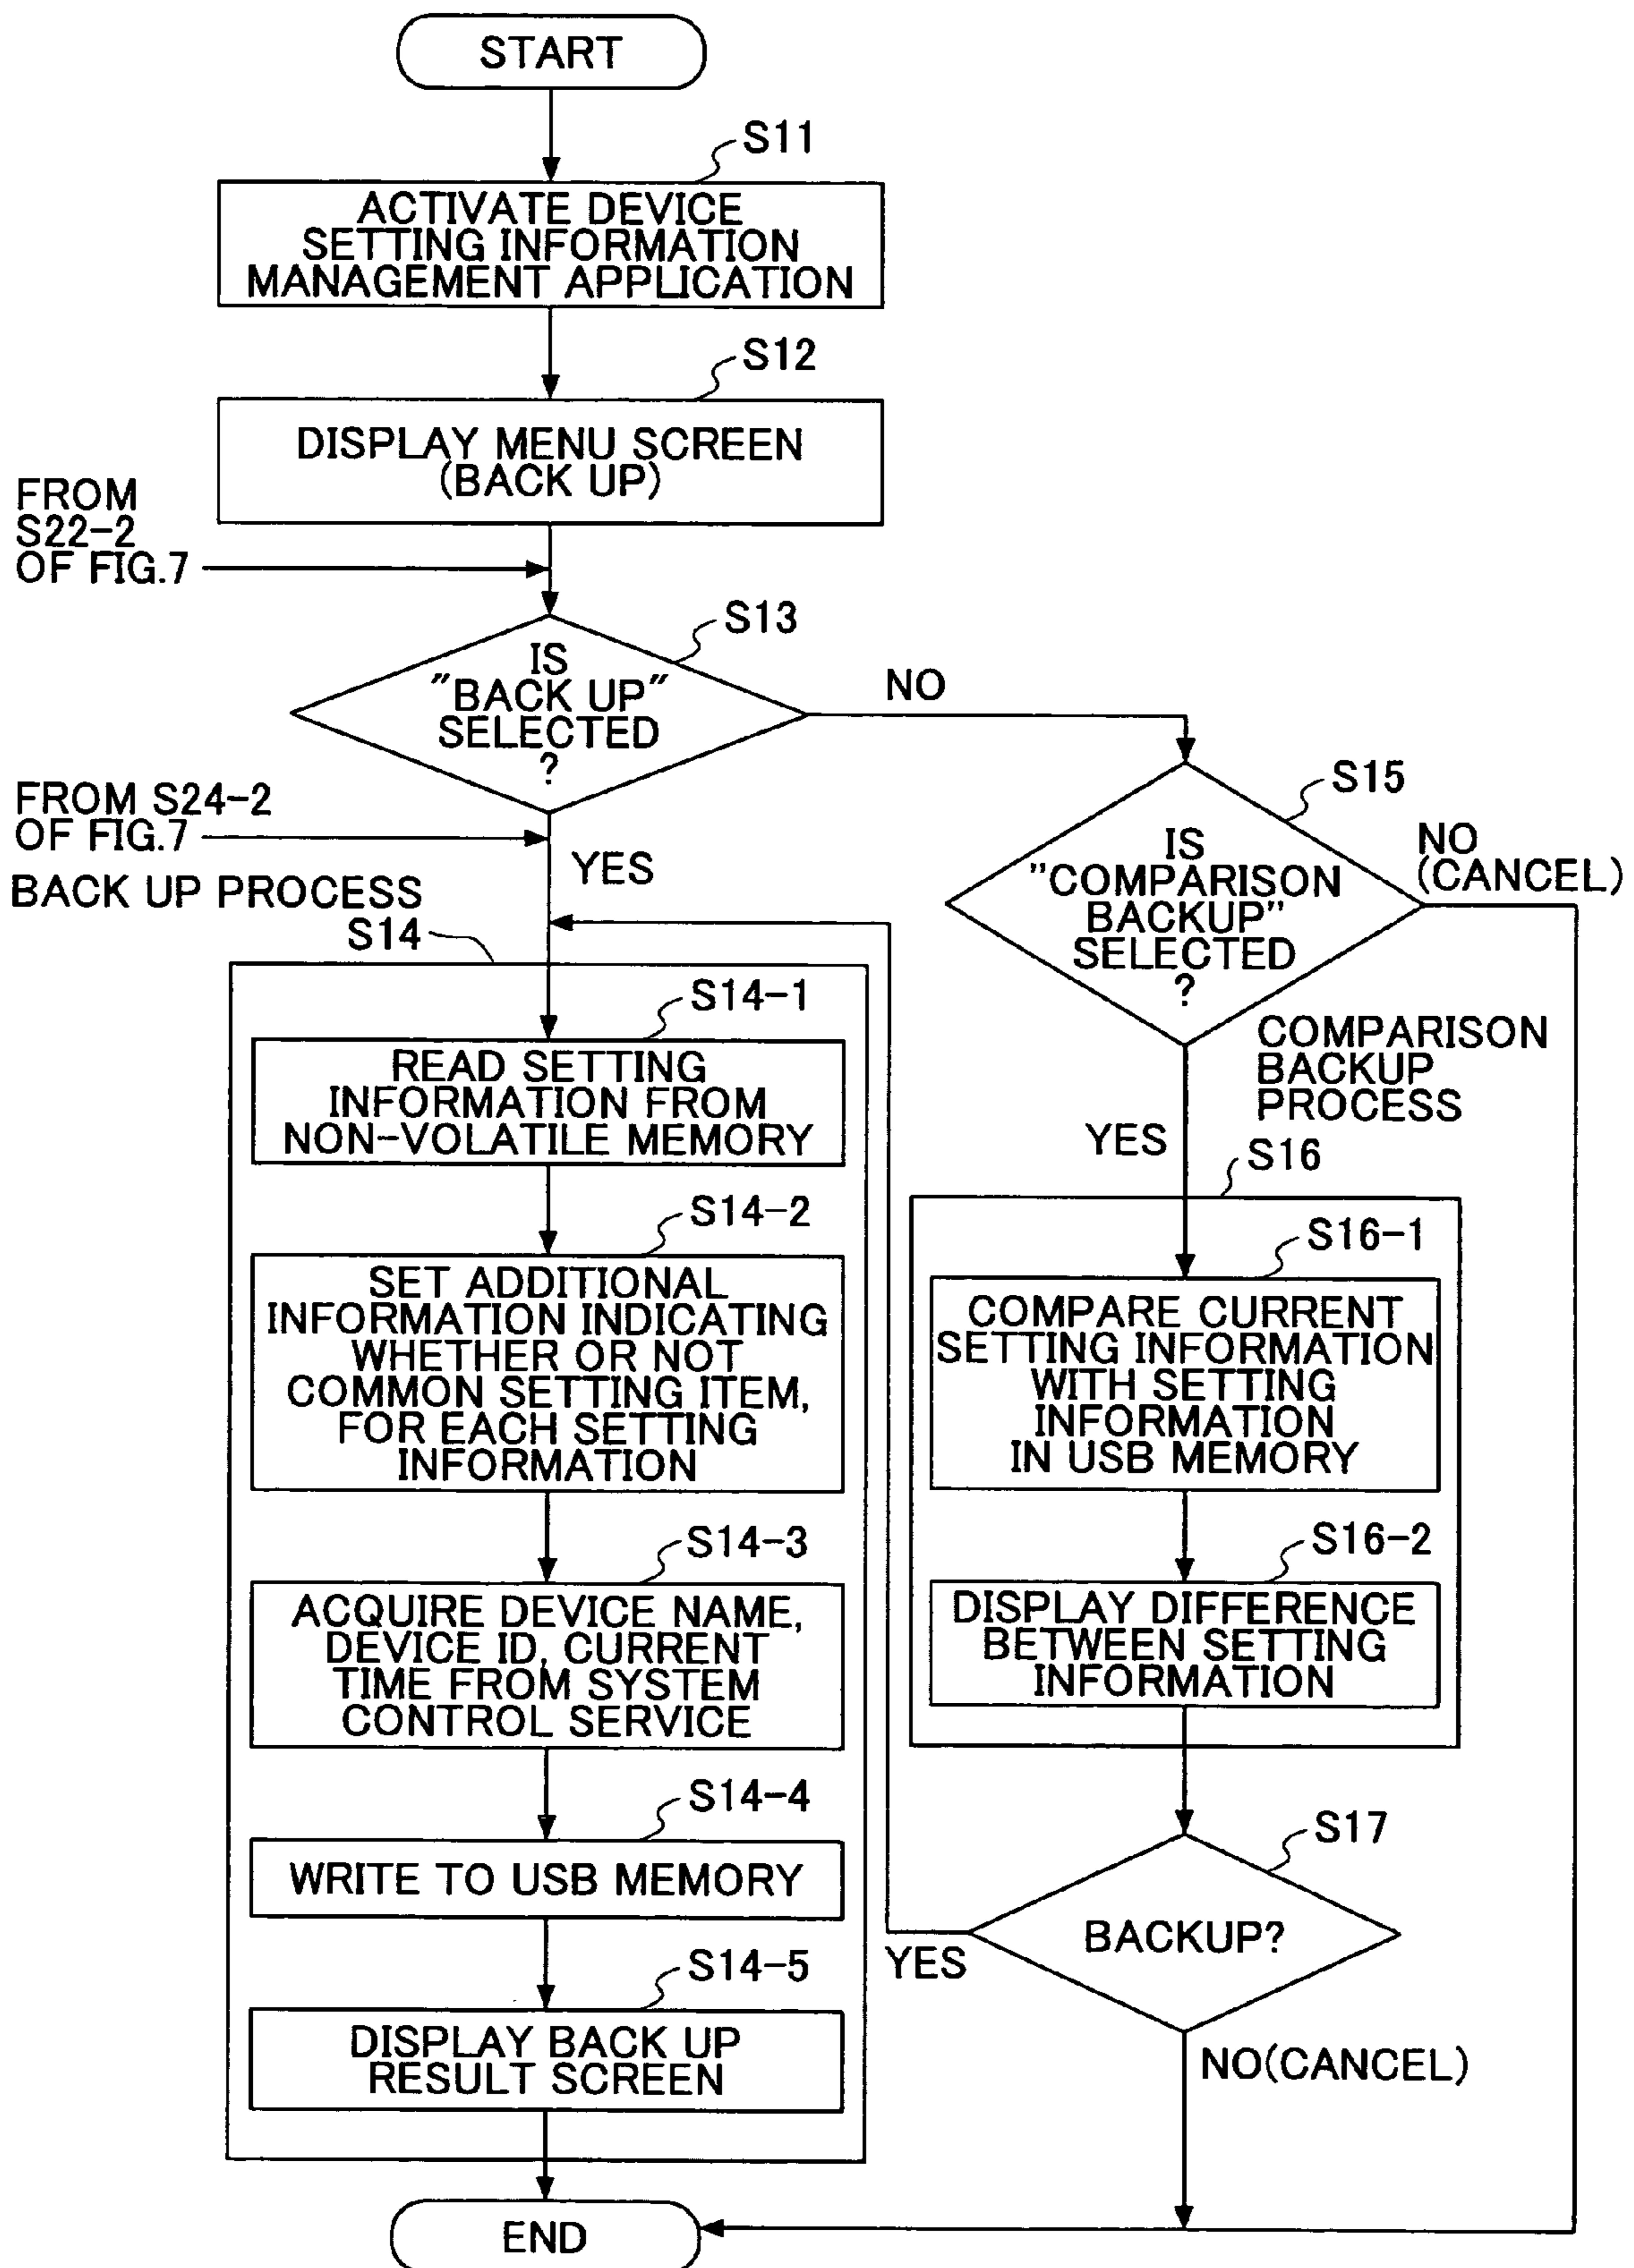 START
S11
ACTIVATE DEVICE
SETTING INFORMATION
MANAGEMENT APPLICATION
S12
DISPLAY MENU SCREEN
(BACK UP)
FROM
S22-2
OF FIG.7
S13
IS
"BACK UP"
SELECTED
?
NO
FROM S24-2
OF FIG.7
YES
BACK UP PROCESS
S14
S14-1
READ SETTING
INFORMATION FROM
NON-VOLATILE MEMORY
S14-2
SET ADDITIONAL
INFORMATION INDICATING
WHETHER OR NOT
COMMON SETTING ITEM,
FOR EACH SETTING
INFORMATION
S14-3
ACQUIRE DEVICE NAME,
DEVICE ID, CURRENT
TIME FROM SYSTEM
CONTROL SERVICE
S14-4
WRITE TO USB MEMORY
S14-5
DISPLAY BACK UP
RESULT SCREEN
S15
IS
"COMPARISON
BACKUP"
SELECTED
?
NO
(CANCEL)
COMPARISON
BACKUP
PROCESS
YES
S16
S16-1
COMPARE CURRENT
SETTING INFORMATION
WITH SETTING
INFORMATION
IN USB MEMORY
S16-2
DISPLAY DIFFERENCE
BETWEEN SETTING
INFORMATION
S17
BACKUP?
YES
NO(CANCEL)
END